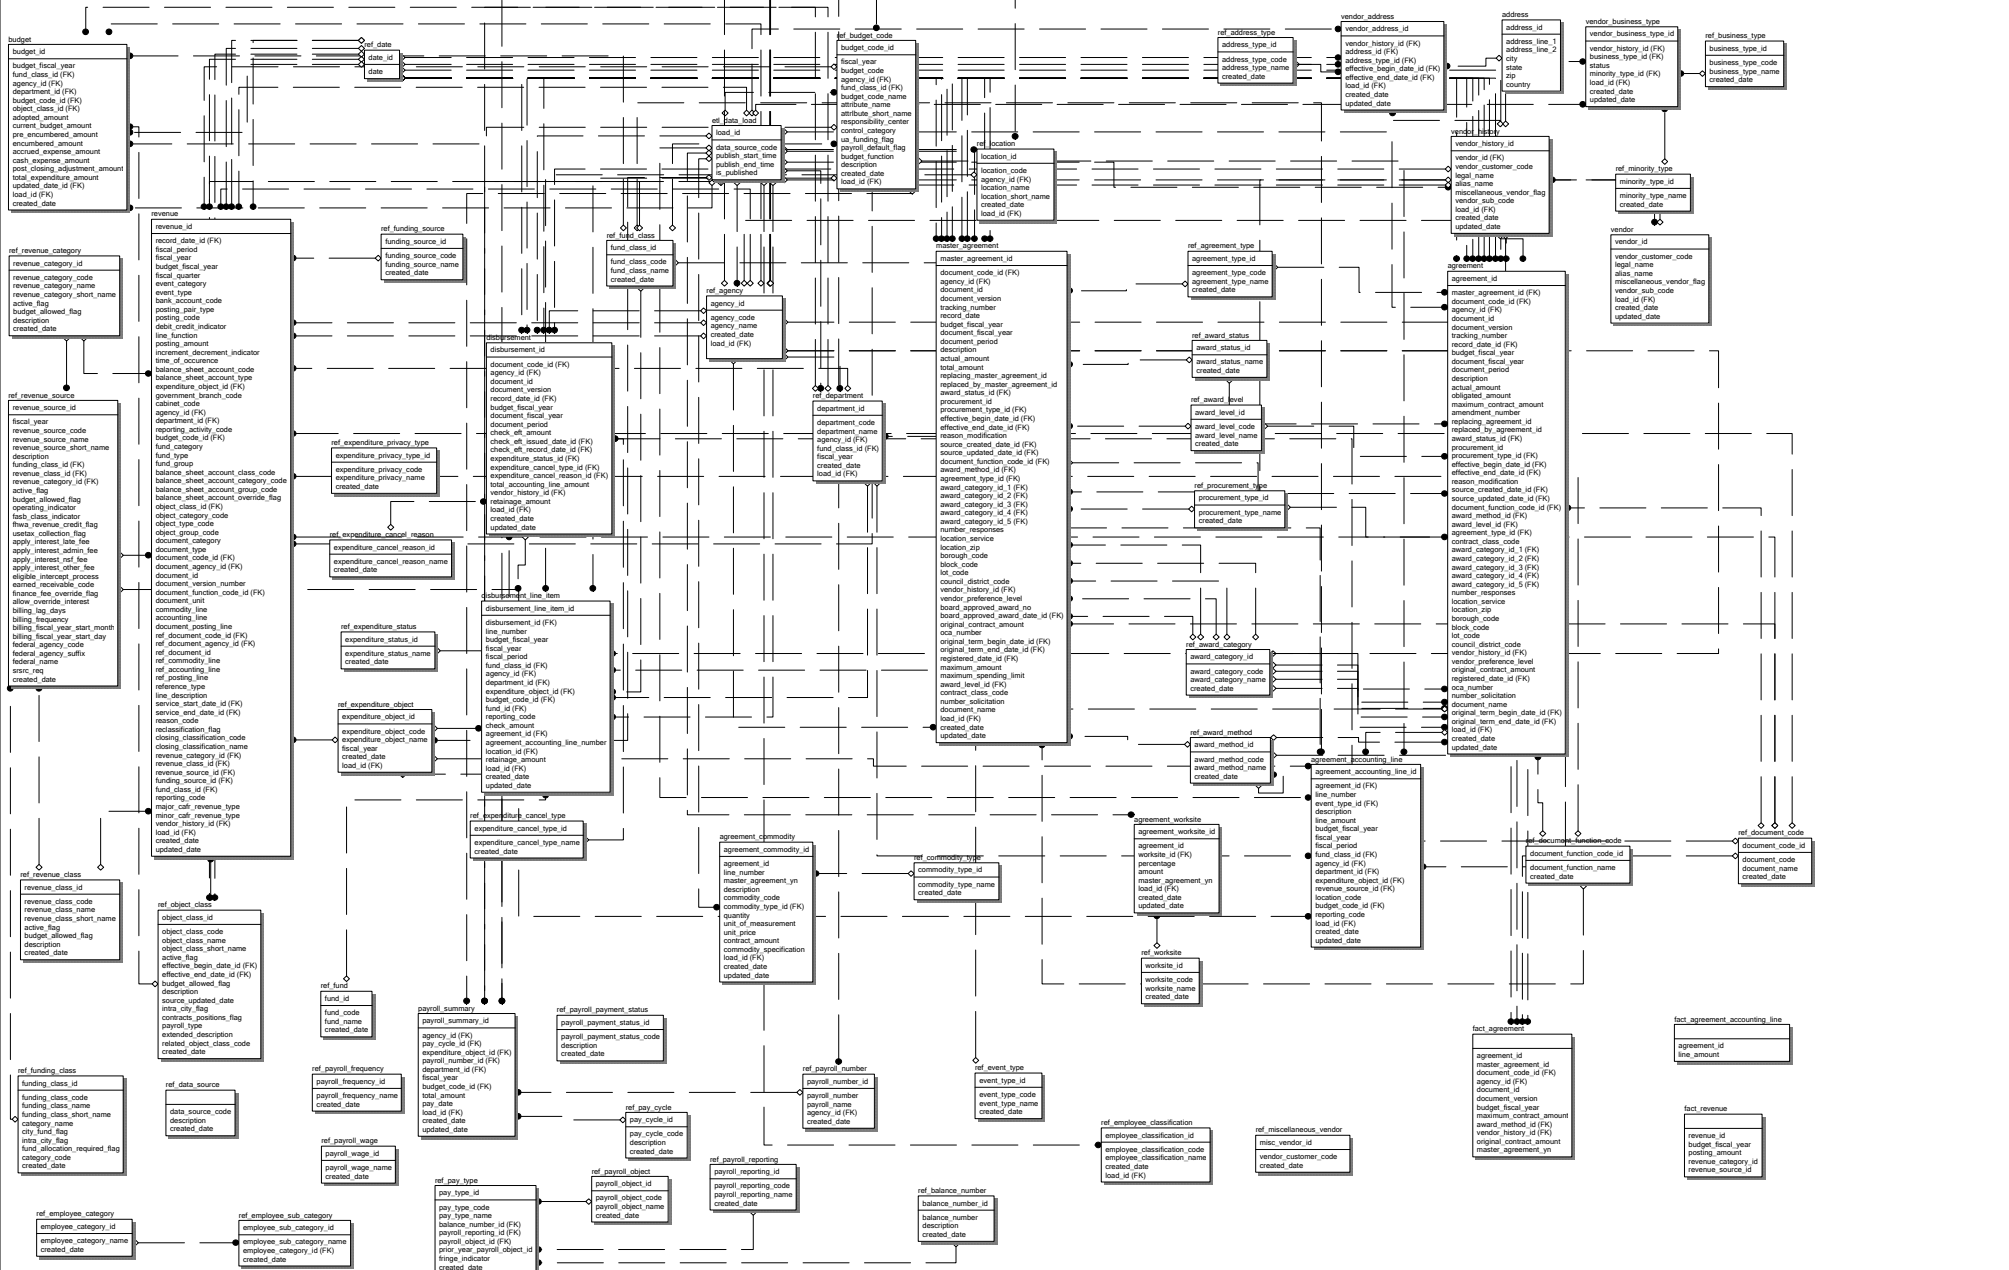 budget
budget_id
budget_fiscal_year
fund_class_id (FK)
agency_id (FK)
department_id (FK)
budget_code_id (FK)
object_class_id (FK)
adopted_amount
current_budget_amount
pre_encumbered_amount
encumbered_amount
accrued_expense_amount
cash_expense_amount
post_closing_adjustment_amount
total_expenditure_amount
updated_date_id (FK)
load_id (FK)
created_date
ref_date
date_id
date
ref_budget_code
budget_code_id
fiscal_year
budget_code
agency_id (FK)
fund_class_id (FK)
budget_code_name
attribute_name
attribute_short_name
responsibility_center
control_category
ua_funding_flag
payroll_default_flag
budget_function
description
created_date
load_id (FK)
etl_data_load
load_id
data_source_code
publish_start_time
publish_end_time
is_published
ref_location
location_id
location_code
agency_id (FK)
location_name
location_short_name
created_date
load_id (FK)
ref_address_type
address_type_id
address_type_code
address_type_name
created_date
vendor_address
vendor_address_id
vendor_history_id (FK)
address_id (FK)
address_type_id (FK)
effective_begin_date_id (FK)
effective_end_date_id (FK)
load_id (FK)
created_date
updated_date
address
address_id
address_line_1
address_line_2
city
state
zip
country
vendor_business_type
vendor_business_type_id
vendor_history_id (FK)
business_type_id (FK)
status
minority_type_id (FK)
load_id (FK)
created_date
updated_date
ref_business_type
business_type_id
business_type_code
business_type_name
created_date
vendor_history
vendor_history_id
vendor_id (FK)
vendor_customer_code
legal_name
alias_name
miscellaneous_vendor_flag
vendor_sub_code
load_id (FK)
created_date
updated_date
ref_minority_type
minority_type_id
minority_type_name
created_date
vendor
vendor_id
vendor_customer_code
legal_name
alias_name
miscellaneous_vendor_flag
vendor_sub_code
load_id (FK)
created_date
updated_date
revenue
revenue_id
record_date_id (FK)
fiscal_period
fiscal_year
budget_fiscal_year
fiscal_quarter
event_category
event_type
bank_account_code
posting_pair_type
posting_code
debit_credit_indicator
line_function
posting_amount
increment_decrement_indicator
time_of_occurence
balance_sheet_account_code
balance_sheet_account_type
expenditure_object_id (FK)
government_branch_code
cabinet_code
agency_id (FK)
department_id (FK)
reporting_activity_code
budget_code_id (FK)
fund_category
fund_type
fund_group
balance_sheet_account_class_code
balance_sheet_account_category_code
balance_sheet_account_group_code
balance_sheet_account_override_flag
object_class_id (FK)
object_category_code
object_type_code
object_group_code
document_category
document_type
document_code_id (FK)
document_agency_id (FK)
document_id
document_version_number
document_function_code_id (FK)
document_unit
commodity_line
accounting_line
document_posting_line
ref_document_code_id (FK)
ref_document_agency_id (FK)
ref_document_id
ref_commodity_line
ref_accounting_line
ref_posting_line
reference_type
line_description
service_start_date_id (FK)
service_end_date_id (FK)
reason_code
reclassification_flag
closing_classification_code
closing_classification_name
revenue_category_id (FK)
revenue_class_id (FK)
revenue_source_id (FK)
funding_source_id (FK)
fund_class_id (FK)
reporting_code
major_cafr_revenue_type
minor_cafr_revenue_type
vendor_history_id (FK)
load_id (FK)
created_date
updated_date
ref_revenue_category
revenue_category_id
revenue_category_code
revenue_category_name
revenue_category_short_name
active_flag
budget_allowed_flag
description
created_date
ref_revenue_source
revenue_source_id
fiscal_year
revenue_source_code
revenue_source_name
revenue_source_short_name
description
funding_class_id (FK)
revenue_class_id (FK)
revenue_category_id (FK)
active_flag
budget_allowed_flag
operating_indicator
fasb_class_indicator
fhwa_revenue_credit_flag
usetax_collection_flag
apply_interest_late_fee
apply_interest_admin_fee
apply_interest_nsf_fee
apply_interest_other_fee
eligible_intercept_process
earned_receivable_code
finance_fee_override_flag
allow_override_interest
billing_lag_days
billing_frequency
billing_fiscal_year_start_month
billing_fiscal_year_start_day
federal_agency_code
federal_agency_suffix
federal_name
srsrc_req
created_date
ref_funding_source
funding_source_id
funding_source_code
funding_source_name
created_date
ref_fund_class
fund_class_id
fund_class_code
fund_class_name
created_date
ref_agency
agency_id
agency_code
agency_name
created_date
load_id (FK)
disbursement
disbursement_id
document_code_id (FK)
agency_id (FK)
document_id
document_version
record_date_id (FK)
budget_fiscal_year
document_fiscal_year
document_period
check_eft_amount
check_eft_issued_date_id (FK)
check_eft_record_date_id (FK)
expenditure_status_id (FK)
expenditure_cancel_type_id (FK)
expenditure_cancel_reason_id (FK)
total_accounting_line_amount
vendor_history_id (FK)
retainage_amount
load_id (FK)
created_date
updated_date
ref_department
department_id
department_code
department_name
agency_id (FK)
fund_class_id (FK)
fiscal_year
created_date
load_id (FK)
master_agreement
master_agreement_id
document_code_id (FK)
agency_id (FK)
document_id
document_version
tracking_number
record_date
budget_fiscal_year
document_fiscal_year
document_period
description
actual_amount
total_amount
replacing_master_agreement_id
replaced_by_master_agreement_id
award_status_id (FK)
procurement_id
procurement_type_id (FK)
effective_begin_date_id (FK)
effective_end_date_id (FK)
reason_modification
source_created_date_id (FK)
source_updated_date_id (FK)
document_function_code_id (FK)
award_method_id (FK)
agreement_type_id (FK)
award_category_id_1 (FK)
award_category_id_2 (FK)
award_category_id_3 (FK)
award_category_id_4 (FK)
award_category_id_5 (FK)
number_responses
location_service
location_zip
borough_code
block_code
lot_code
council_district_code
vendor_history_id (FK)
vendor_preference_level
board_approved_award_no
board_approved_award_date_id (FK)
original_contract_amount
oca_number
original_term_begin_date_id (FK)
original_term_end_date_id (FK)
registered_date_id (FK)
maximum_amount
maximum_spending_limit
award_level_id (FK)
contract_class_code
number_solicitation
document_name
load_id (FK)
created_date
updated_date
ref_agreement_type
agreement_type_id
agreement_type_code
agreement_type_name
created_date
ref_award_status
award_status_id
award_status_name
created_date
ref_award_level
award_level_id
award_level_code
award_level_name
created_date
ref_procurement_type
procurement_type_id
procurement_type_name
created_date
ref_award_category
award_category_id
award_category_code
award_category_name
created_date
ref_award_method
award_method_id
award_method_code
award_method_name
created_date
agreement
agreement_id
master_agreement_id (FK)
document_code_id (FK)
agency_id (FK)
document_id
document_version
tracking_number
record_date_id (FK)
budget_fiscal_year
document_fiscal_year
document_period
description
actual_amount
obligated_amount
maximum_contract_amount
amendment_number
replacing_agreement_id
replaced_by_agreement_id
award_status_id (FK)
procurement_id
procurement_type_id (FK)
effective_begin_date_id (FK)
effective_end_date_id (FK)
reason_modification
source_created_date_id (FK)
source_updated_date_id (FK)
document_function_code_id (FK)
award_method_id (FK)
award_level_id (FK)
agreement_type_id (FK)
contract_class_code
award_category_id_1 (FK)
award_category_id_2 (FK)
award_category_id_3 (FK)
award_category_id_4 (FK)
award_category_id_5 (FK)
number_responses
location_service
location_zip
borough_code
block_code
lot_code
council_district_code
vendor_history_id (FK)
vendor_preference_level
original_contract_amount
registered_date_id (FK)
oca_number
number_solicitation
document_name
original_term_begin_date_id (FK)
original_term_end_date_id (FK)
load_id (FK)
created_date
updated_date
ref_expenditure_privacy_type
expenditure_privacy_type_id
expenditure_privacy_code
expenditure_privacy_name
created_date
ref_expenditure_cancel_reason
expenditure_cancel_reason_id
expenditure_cancel_reason_name
created_date
ref_expenditure_status
expenditure_status_id
expenditure_status_name
created_date
ref_expenditure_object
expenditure_object_id
expenditure_object_code
expenditure_object_name
fiscal_year
created_date
load_id (FK)
disbursement_line_item
disbursement_line_item_id
disbursement_id (FK)
line_number
budget_fiscal_year
fiscal_year
fiscal_period
fund_class_id (FK)
agency_id (FK)
department_id (FK)
expenditure_object_id (FK)
budget_code_id (FK)
fund_id (FK)
reporting_code
check_amount
agreement_id (FK)
agreement_accounting_line_number
location_id (FK)
retainage_amount
load_id (FK)
created_date
updated_date
ref_expenditure_cancel_type
expenditure_cancel_type_id
expenditure_cancel_type_name
created_date
agreement_commodity
agreement_commodity_id
agreement_id
line_number
master_agreement_yn
description
commodity_code
commodity_type_id (FK)
quantity
unit_of_measurement
unit_price
contract_amount
commodity_specification
load_id (FK)
created_date
updated_date
ref_commodity_type
commodity_type_id
commodity_type_name
created_date
agreement_worksite
agreement_worksite_id
agreement_id
worksite_id (FK)
percentage
amount
master_agreement_yn
load_id (FK)
created_date
updated_date
ref_worksite
worksite_id
worksite_code
worksite_name
created_date
agreement_accounting_line
agreement_accounting_line_id
agreement_id (FK)
line_number
event_type_id (FK)
description
line_amount
budget_fiscal_year
fiscal_year
fiscal_period
fund_class_id (FK)
agency_id (FK)
department_id (FK)
expenditure_object_id (FK)
revenue_source_id (FK)
location_code
budget_code_id (FK)
reporting_code
load_id (FK)
created_date
updated_date
ref_document_function_code
document_function_code_id
document_function_name
created_date
ref_document_code
document_code_id
document_code
document_name
created_date
ref_revenue_class
revenue_class_id
revenue_class_code
revenue_class_name
revenue_class_short_name
active_flag
budget_allowed_flag
description
created_date
ref_object_class
object_class_id
object_class_code
object_class_name
object_class_short_name
active_flag
effective_begin_date_id (FK)
effective_end_date_id (FK)
budget_allowed_flag
description
source_updated_date
intra_city_flag
contracts_positions_flag
payroll_type
extended_description
related_object_class_code
created_date
ref_fund
fund_id
fund_code
fund_name
created_date
payroll_summary
payroll_summary_id
agency_id (FK)
pay_cycle_id (FK)
expenditure_object_id (FK)
payroll_number_id (FK)
department_id (FK)
fiscal_year
budget_code_id (FK)
total_amount
pay_date
load_id (FK)
created_date
updated_date
ref_payroll_payment_status
payroll_payment_status_id
payroll_payment_status_code
description
created_date
ref_funding_class
funding_class_id
funding_class_code
funding_class_name
funding_class_short_name
category_name
city_fund_flag
intra_city_flag
fund_allocation_required_flag
category_code
created_date
ref_data_source
data_source_code
description
created_date
ref_payroll_frequency
payroll_frequency_id
payroll_frequency_name
created_date
ref_payroll_wage
payroll_wage_id
payroll_wage_name
created_date
ref_pay_cycle
pay_cycle_id
pay_cycle_code
description
created_date
ref_payroll_number
payroll_number_id
payroll_number
payroll_name
agency_id (FK)
created_date
ref_event_type
event_type_id
event_type_code
event_type_name
created_date
ref_employee_classification
employee_classification_id
employee_classification_code
employee_classification_name
created_date
load_id (FK)
ref_miscellaneous_vendor
misc_vendor_id
vendor_customer_code
created_date
fact_agreement
agreement_id
master_agreement_id
document_code_id (FK)
agency_id (FK)
document_id
document_version
budget_fiscal_year
maximum_contract_amount
award_method_id (FK)
vendor_history_id (FK)
original_contract_amount
master_agreement_yn
fact_agreement_accounting_line
agreement_id
line_amount
fact_revenue
revenue_id
budget_fiscal_year
posting_amount
revenue_category_id
revenue_source_id
ref_pay_type
pay_type_id
pay_type_code
pay_type_name
balance_number_id (FK)
payroll_reporting_id (FK)
payroll_object_id (FK)
prior_year_payroll_object_id
fringe_indicator
created_date
ref_payroll_object
payroll_object_id
payroll_object_code
payroll_object_name
created_date
ref_payroll_reporting
payroll_reporting_id
payroll_reporting_code
payroll_reporting_name
created_date
ref_balance_number
balance_number_id
balance_number
description
created_date
ref_employee_category
employee_category_id
employee_category_name
created_date
ref_employee_sub_category
employee_sub_category_id
employee_sub_category_name
employee_category_id (FK)
created_date